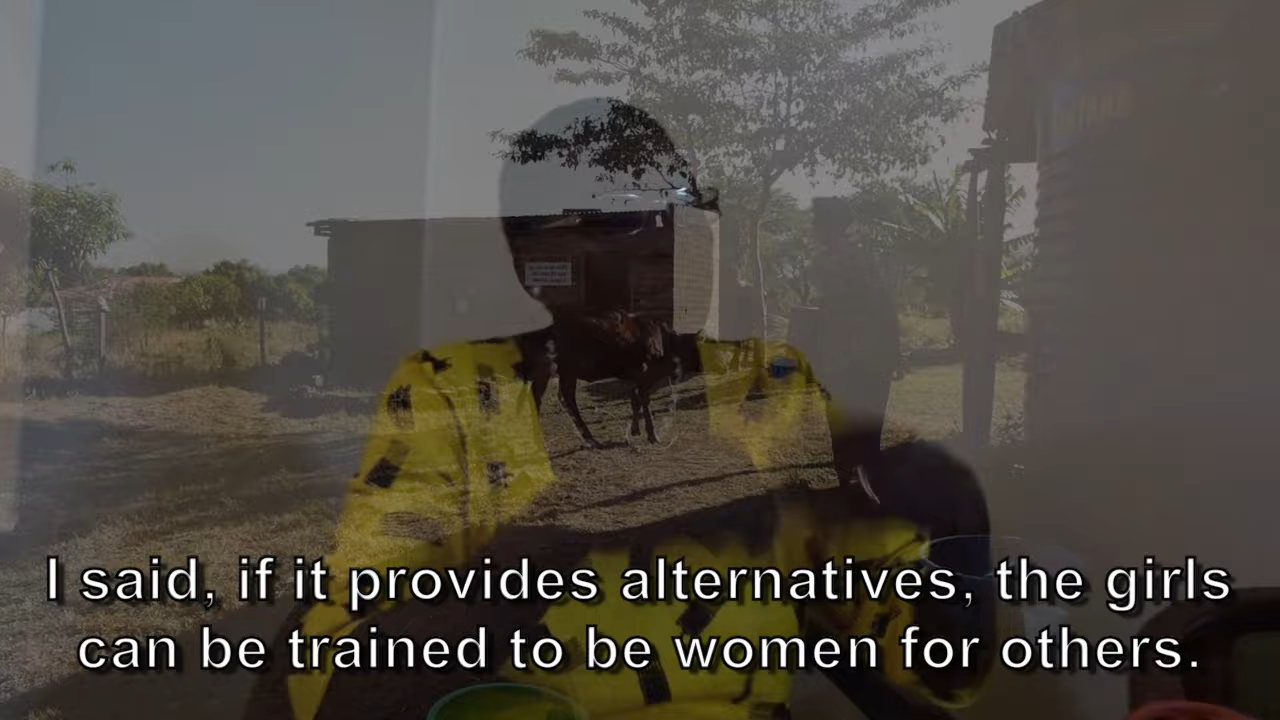 I said, if it provides alternatives, the girls
can be trained to be women for others.